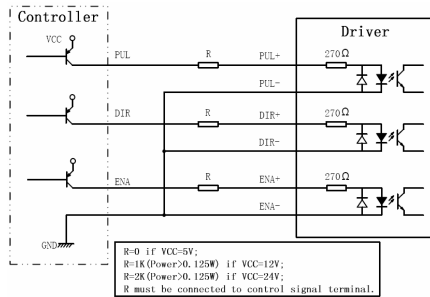 Controller
Driver
VCC
PUL
R
PUL+
270Ω
PUL-
DIR
R
DIR+
270Ω
DIR-
ENA
R
ENA+
270Ω
ENA-
GND
R=0 if VCC=5V;
R=1K(Power>0.125W) if VCC=12V;
R=2K(Power>0.125W) if VCC=24V;
R must be connected to control signal terminal.